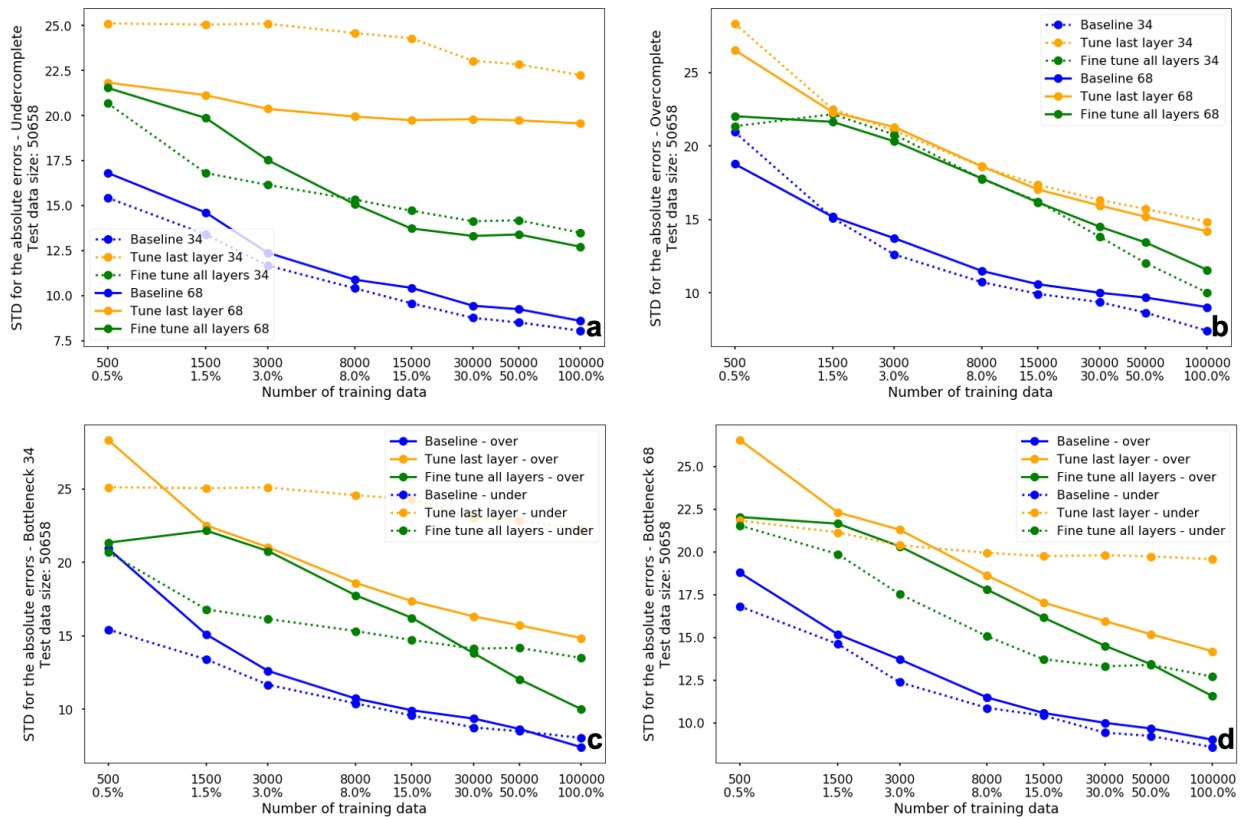 STD for the absolute errors - Undercomplete
Test data size: 50658
25.0
22.5
20.0
17.5
15.0
12.5
10.0
7.5
Baseline 34
Tune last layer 34
Fine tune all layers 34
Baseline 68
Tune last layer 68
Fine tune all layers 68
a
500 1500 3000 8000 15000 30000 50000 100000
0.5% 1.5% 3.0% 8.0% 15.0% 30.0% 50.0% 100.0%
Number of training data
STD for the absolute errors - Overcomplete
Test data size: 50658
25
20
15
10
Baseline 34
Tune last layer 34
Fine tune all layers 34
Baseline 68
Tune last layer 68
Fine tune all layers 68
b
500 1500 3000 8000 15000 30000 50000 100000
0.5% 1.5% 3.0% 8.0% 15.0% 30.0% 50.0% 100.0%
Number of training data
STD for the absolute errors - Bottleneck 34
Test data size: 50658
25
20
15
10
Baseline - over
Tune last layer - over
Fine tune all layers - over
Baseline - under
Tune last layer - under
Fine tune all layers - under
c
500 1500 3000 8000 15000 30000 50000 100000
0.5% 1.5% 3.0% 8.0% 15.0% 30.0% 50.0% 100.0%
Number of training data
STD for the absolute errors - Bottleneck 68
Test data size: 50658
25.0
22.5
20.0
17.5
15.0
12.5
10.0
Baseline - over
Tune last layer - over
Fine tune all layers - over
Baseline - under
Tune last layer - under
Fine tune all layers - under
d
500 1500 3000 8000 15000 30000 50000 100000
0.5% 1.5% 3.0% 8.0% 15.0% 30.0% 50.0% 100.0%
Number of training data